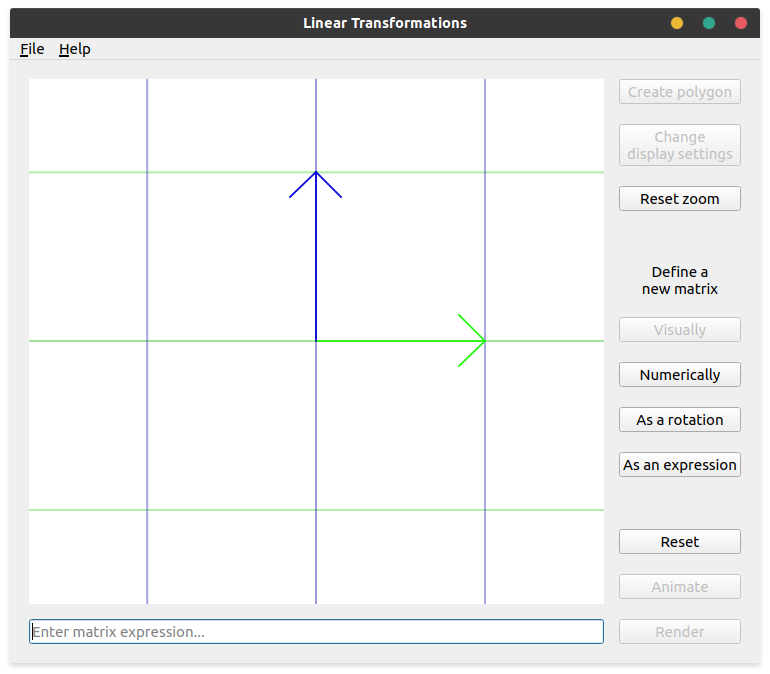 Linear Transformations
File Help
Create polygon
Change
display settings
Reset zoom
Define a
new matrix
Visually
Numerically
As a rotation
As an expression
Reset
Animate
Enter matrix expression...
Render